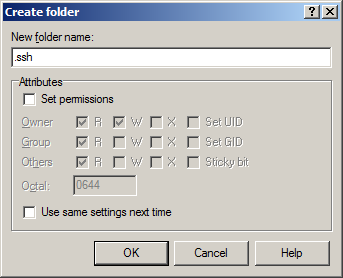 Create folder
New folder name:
.ssh
Attributes
Set permissions
Owner R W X Set UID
Group R W X Set GID
Others R W X Sticky bit
Octal: 0644
Use same settings next time
OK Cancel Help